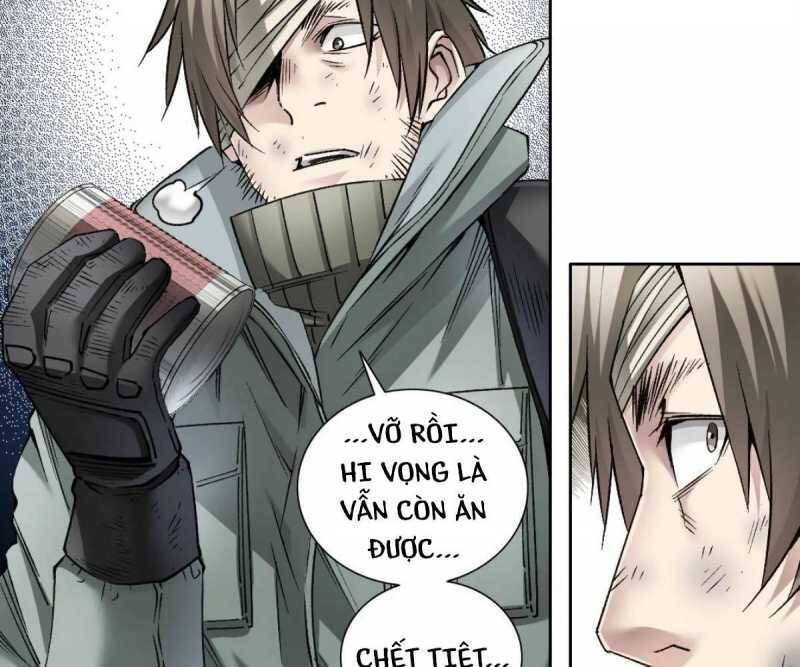 ...VỠ RỒI...
HI VỌNG LÀ
VẪN CÒN ĂN
ĐƯỢC...
CHẾT TIỆT...